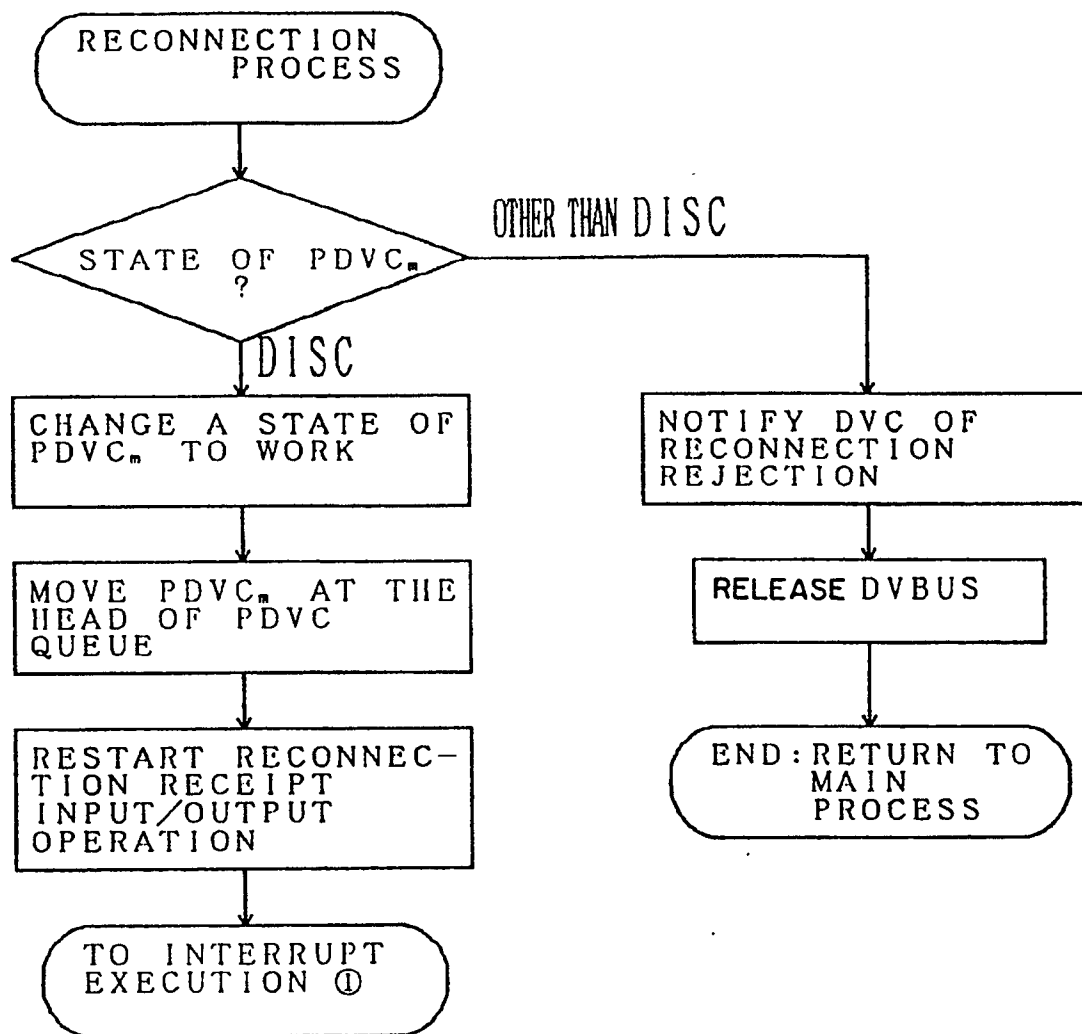 RECONNECTION
PROCESS
STATE OF PDVCm
?
OTHER THAN DISC
DISC
CHANGE A STATE OF
PDVCm TO WORK
MOVE PDVCm AT THE
HEAD OF PDVC
QUEUE
RESTART RECONNEC-
TION RECEIPT
INPUT/OUTPUT
OPERATION
TO INTERRUPT
EXECUTION ①
NOTIFY DVC OF
RECONNECTION
REJECTION
RELEASE DVBUS
END:RETURN TO
MAIN
PROCESS